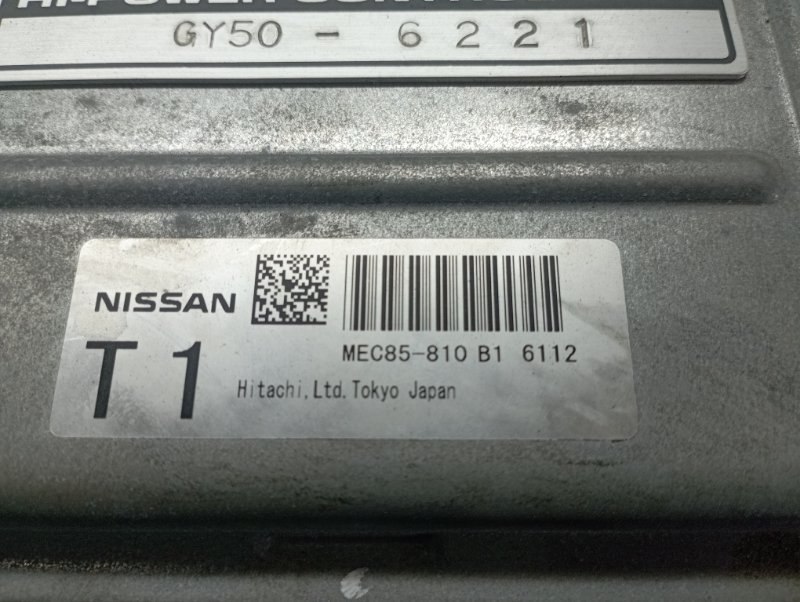 GY50 - 6221
NISSAN
T1
MEC85-810 B1 6112
Hitachi,Ltd.Tokyo Japan